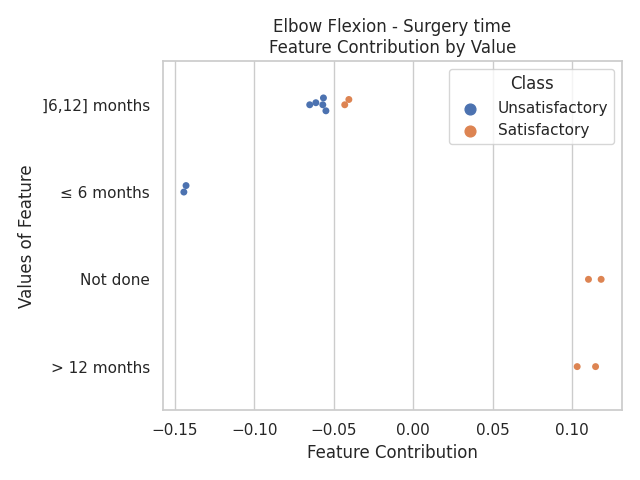 Elbow Flexion - Surgery time
Feature Contribution by Value
Class
Unsatisfactory
Satisfactory
]6,12] months
≤ 6 months
Not done
> 12 months
Values of Feature
−0.15
−0.10
−0.05
0.00
0.05
0.10
Feature Contribution